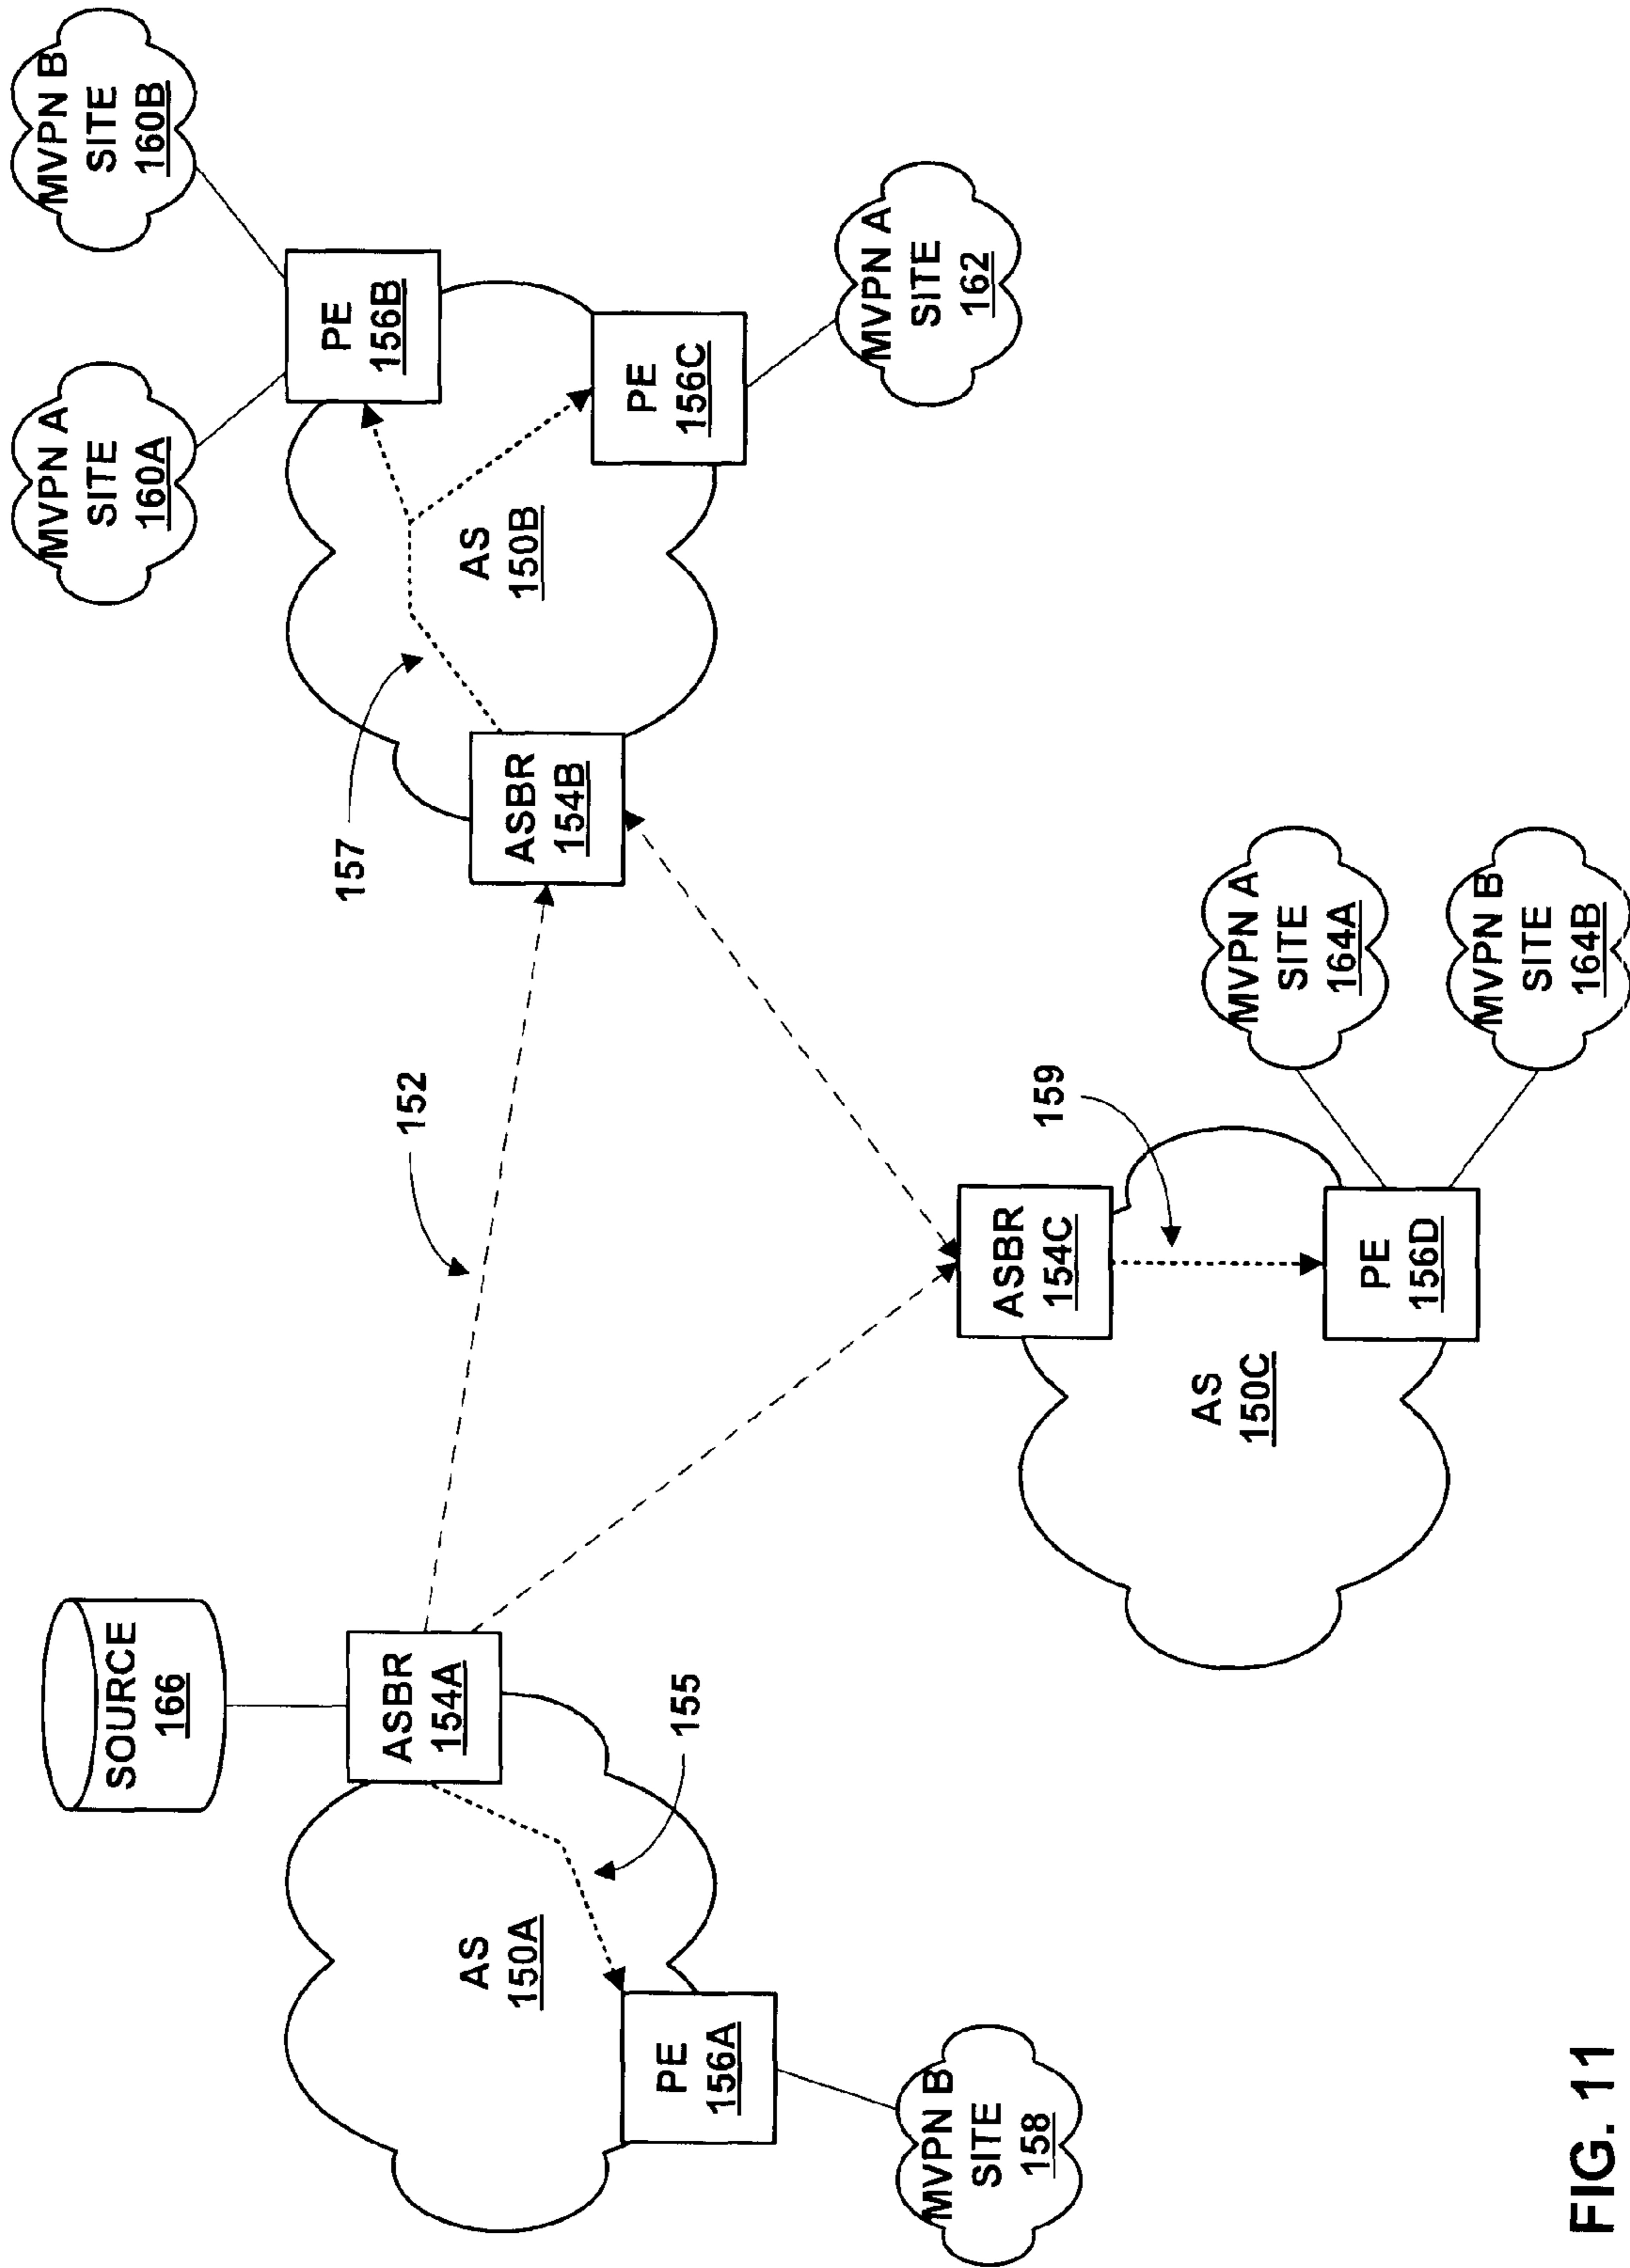 SOURCE
166
ASBR
154A
AS
150A
155
PE
156A
MVPN B
SITE
158
152
157
ASBR
154B
AS
150B
PE
156B
PE
156C
MVPN A
SITE
160A
MVPN B
SITE
160B
MVPN A
SITE
162
ASBR
154C
159
AS
150C
PE
156D
MVPN A
SITE
164A
MVPN B
SITE
164B
FIG. 11